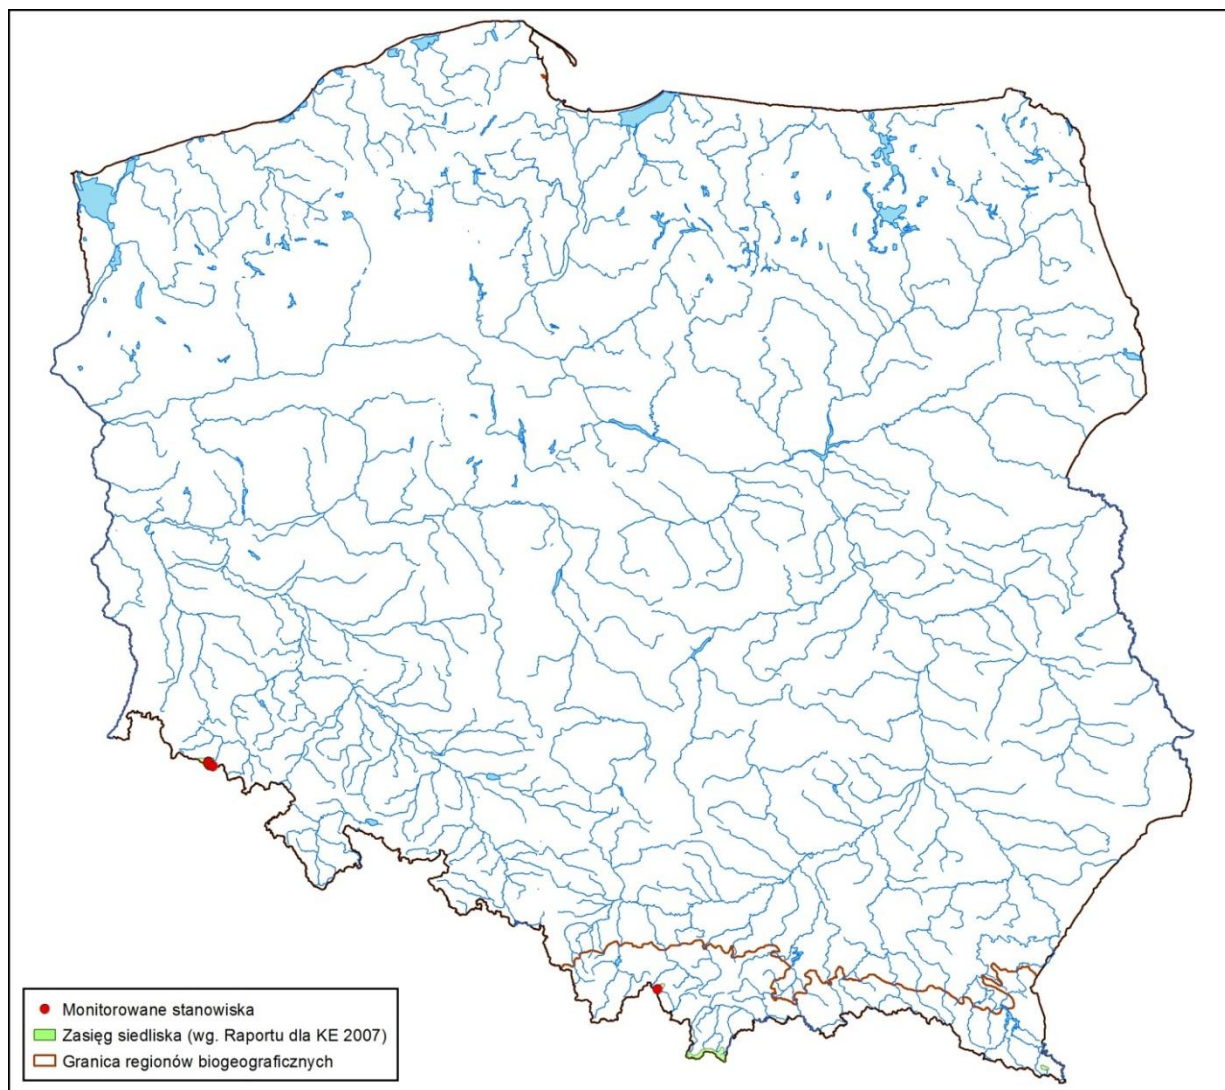 Monitorowane stanowiska
Zasięg siedliska (wg. Raportu dla KE 2007)
Granica regionów biogeograficznych